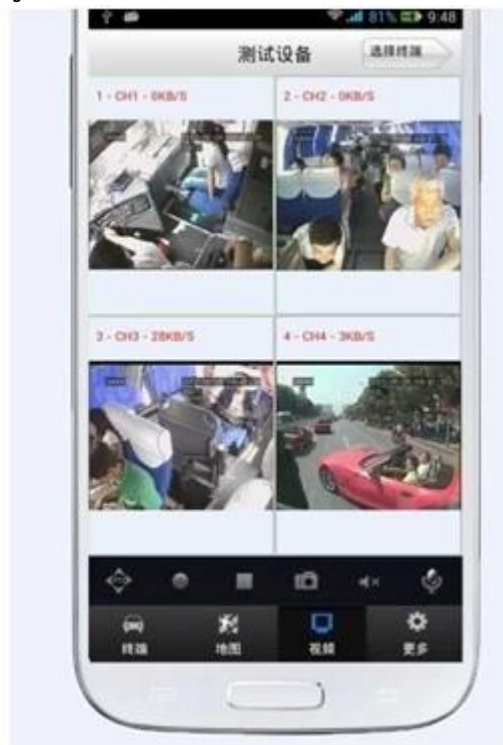 81% 9:48
测试设备 选择终端
1 - CH1 - 0KB/S
2 - CH2 - 0KB/S
3 - CH3 - 28KB/S
4 - CH4 - 3KB/S
终端 地图 视频 更多